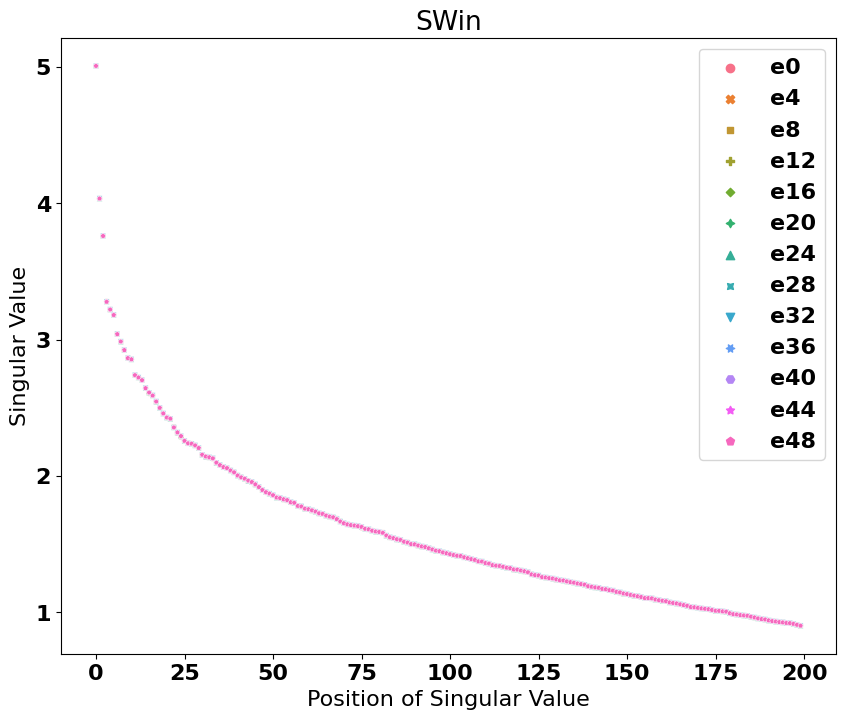 SWin
Singular Value
5
4
3
2
1
0 25 50 75 100 125 150 175 200
Position of Singular Value
e0
e4
e8
e12
e16
e20
e24
e28
e32
e36
e40
e44
e48